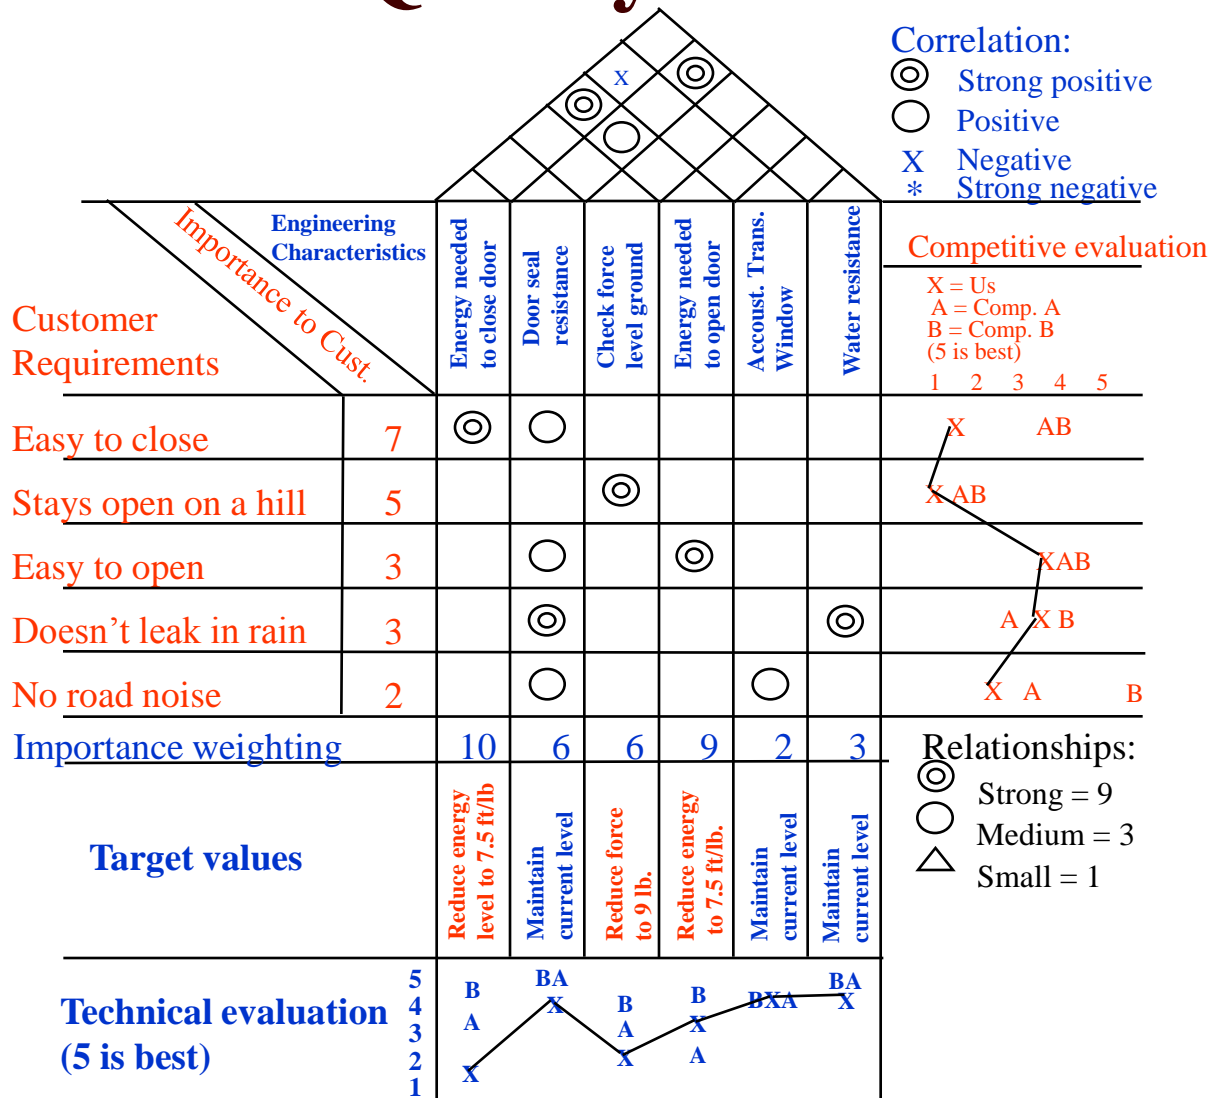 Correlation:
Strong positive
Positive
X Negative
* Strong negative
X
Engineering
Characteristics
Importance to Cust.
Customer
Requirements
Energy needed
to close door
Door seal
resistance
Check force
level ground
Energy needed
to open door
Accoust. Trans.
Window
Water resistance
Competitive evaluation
X = Us
A = Comp. A
B = Comp. B
(5 is best)
1 2 3 4 5
Easy to close 7 X AB
Stays open on a hill 5 X AB
Easy to open 3 XAB
Doesn’t leak in rain 3 A X B
No road noise 2 X A B
Importance weighting 10 6 6 9 2 3
Relationships:
Strong = 9
Medium = 3
Small = 1
Target values
Reduce energy
level to 7.5 ft/lb
Maintain
current level
Reduce force
to 9 lb.
Reduce energy
to 7.5 ft/lb.
Maintain
current level
Maintain
current level
Technical evaluation
(5 is best)
5
4
3
2
1
B
A
X
BA
X
B
A
X
B
X
A
BXA
BA
X